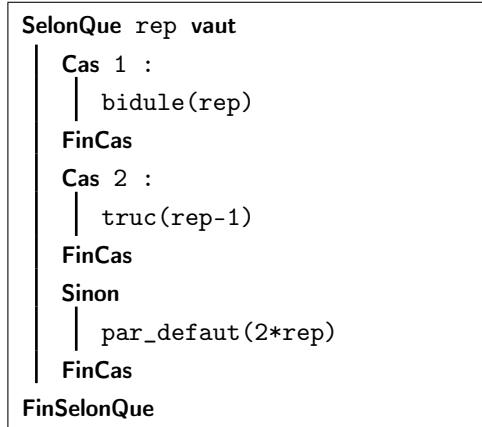 SelonQue rep vaut
Cas 1 :
bidule(rep)
FinCas
Cas 2 :
truc(rep-1)
FinCas
Sinon
par_defaut(2*rep)
FinCas
FinSelonQue